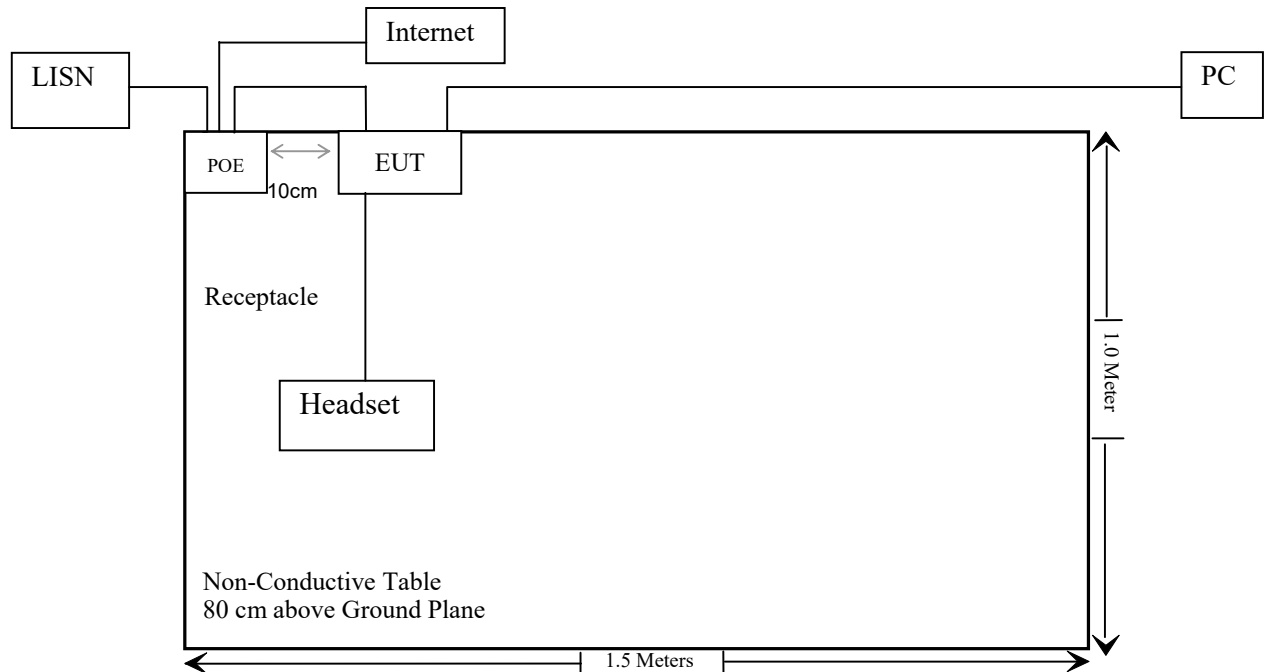 Internet
LISN
PC
POE
EUT
10cm
Receptacle
1.0 Meter
Headset
Non-Conductive Table
80 cm above Ground Plane
1.5 Meters